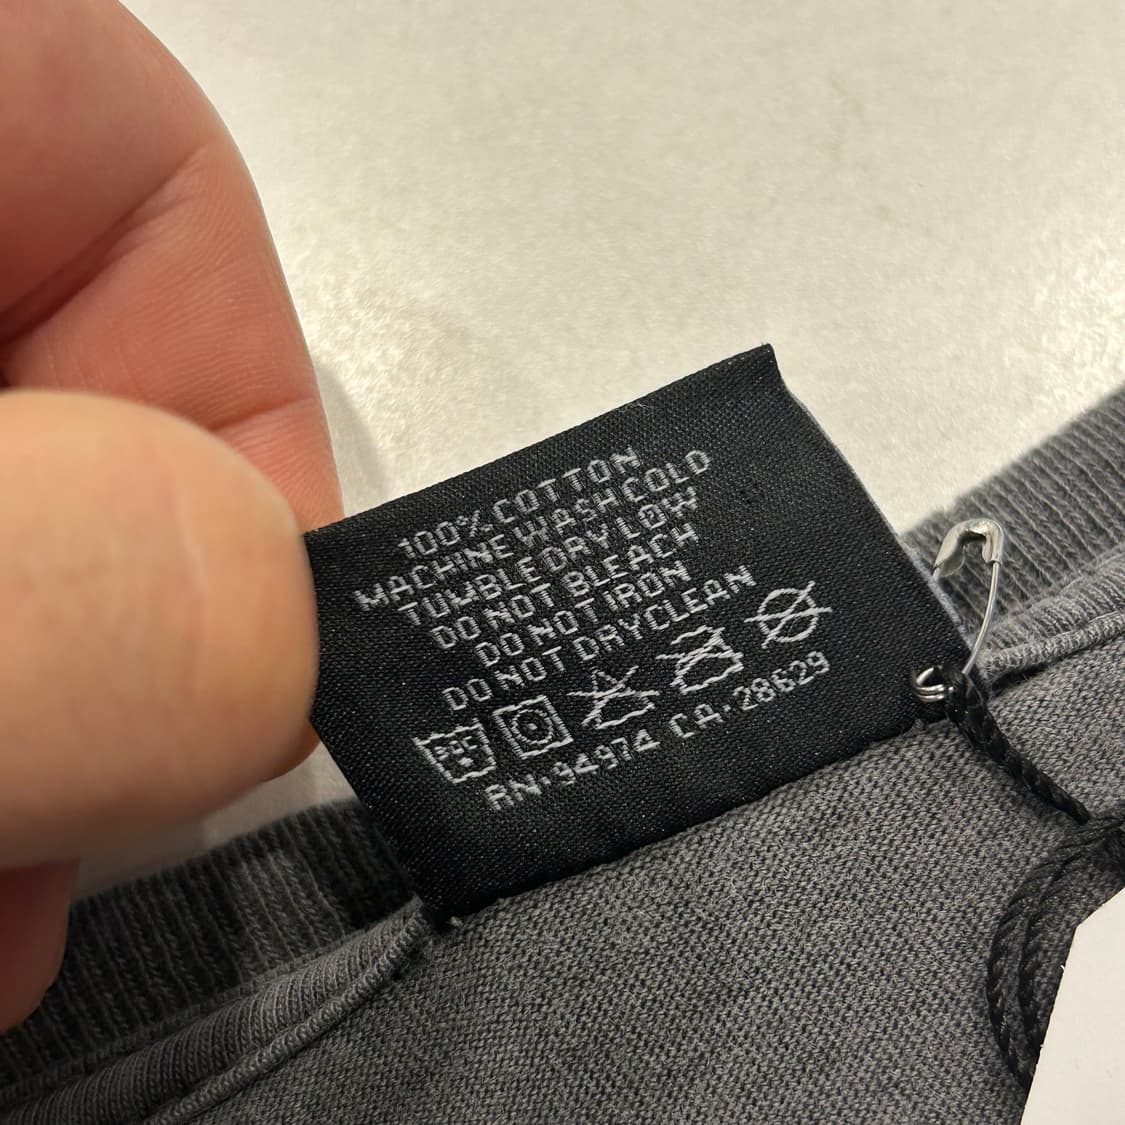 100% COTTON
MACHINE WASH COLD
TUMBLE DRY LOW
DO NOT BLEACH
DO NOT IRON
DO NOT DRYCLEAN
RN·94974 CA·28629